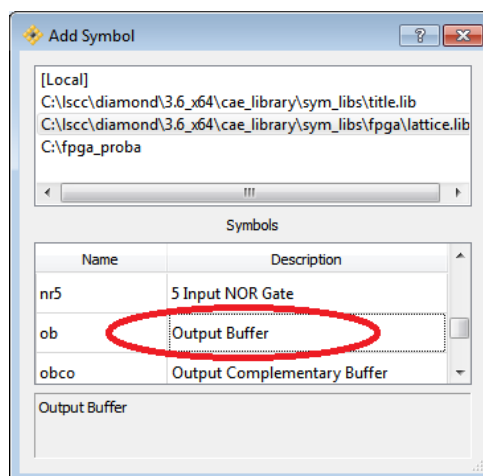 Add Symbol
[Local]
C:\lscc\diamond\3.6_x64\cae_library\sym_libs\title.lib
C:\lscc\diamond\3.6_x64\cae_library\sym_libs\fpga\lattice.lib
C:\fpga_proba
Symbols
Name Description
nr5 5 Input NOR Gate
ob Output Buffer
obco Output Complementary Buffer
Output Buffer